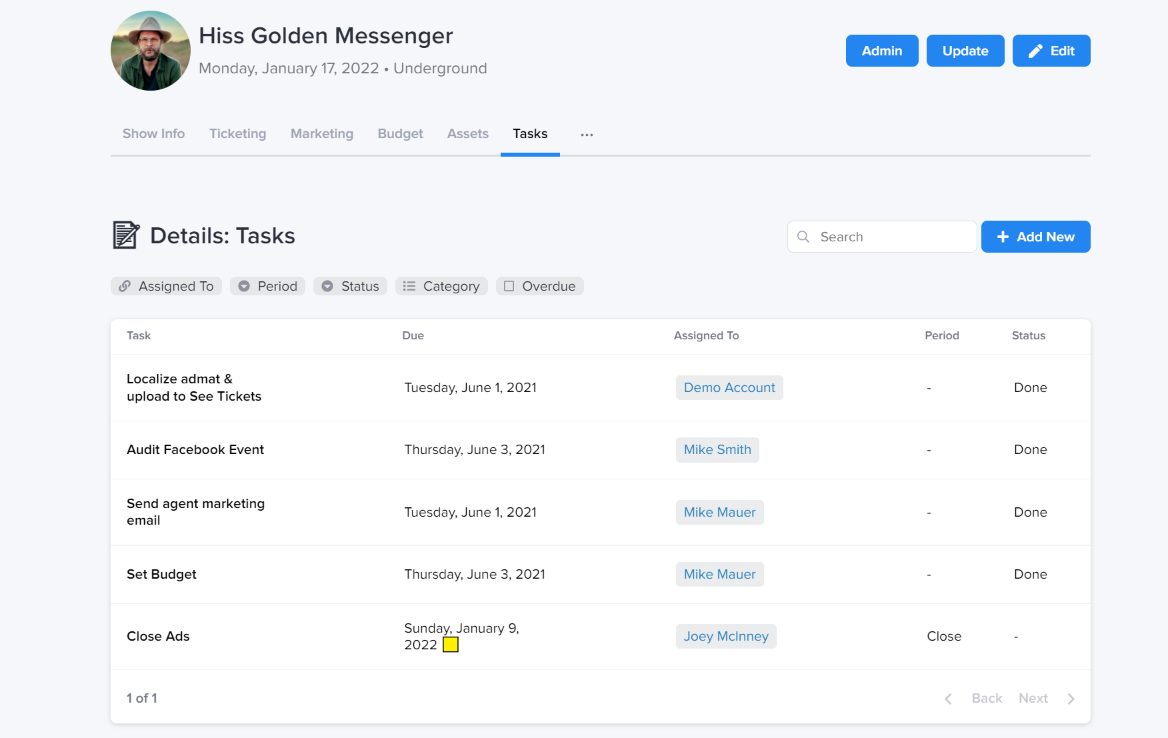 Hiss Golden Messenger
Monday, January 17, 2022 • Underground
Admin
Update
Edit
Show Info
Ticketing
Marketing
Budget
Assets
Tasks
...
Details: Tasks
Search
+ Add New
Assigned To
Period
Status
Category
Overdue
Task
Due
Assigned To
Period
Status
Localize admat &
upload to See Tickets
Tuesday, June 1, 2021
Demo Account
-
Done
Audit Facebook Event
Thursday, June 3, 2021
Mike Smith
-
Done
Send agent marketing
email
Tuesday, June 1, 2021
Mike Mauer
-
Done
Set Budget
Thursday, June 3, 2021
Mike Mauer
-
Done
Close Ads
Sunday, January 9,
2022
Joey McInney
Close
-
1 of 1
Back
Next